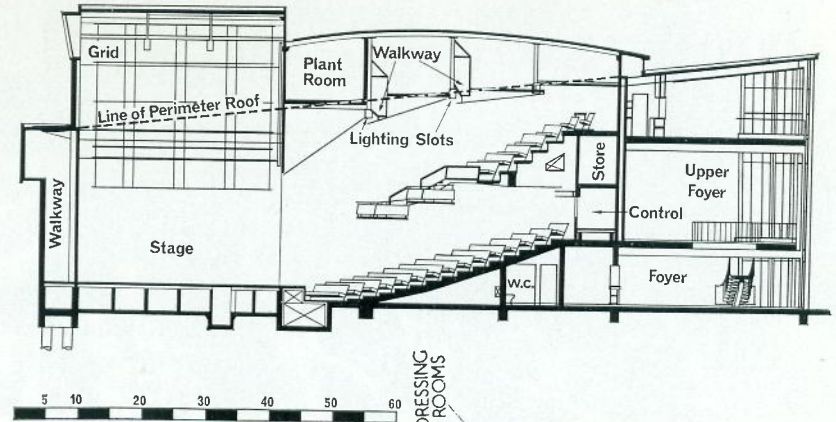 Grid
Plant
Room
Walkway
Line of Perimeter Roof
Lighting Slots
Store
Upper
Foyer
Walkway
Control
Stage
W.C.
Foyer
5 10 20 30 40 50 60
DRESSING
ROOMS